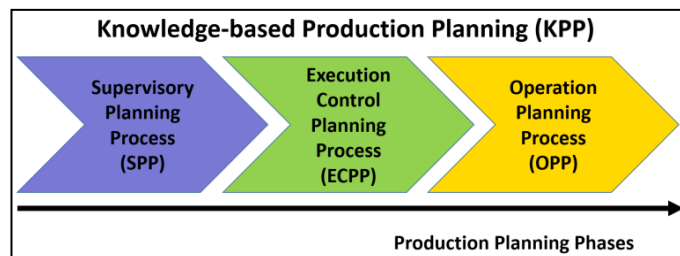 Knowledge-based Production Planning (KPP)
Supervisory
Planning
Process
(SPP)
Execution
Control
Planning
Process
(ECPP)
Operation
Planning
Process
(OPP)
Production Planning Phases